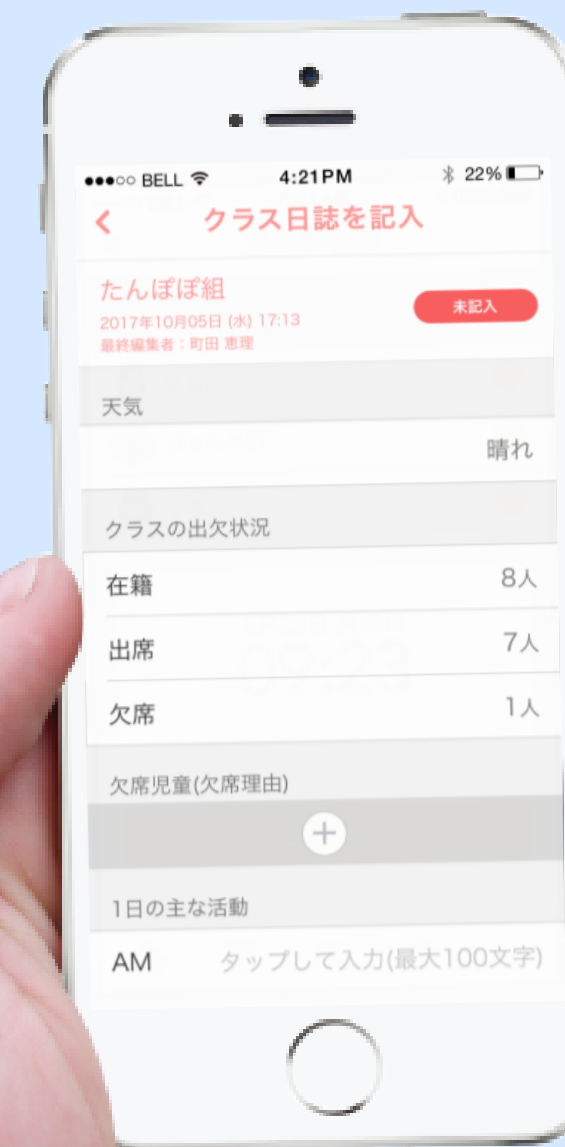 ●●●○○ BELL 4:21PM 22%
クラス日誌を記入
たんぽぽ組
未記入
2017年10月05日 (水) 17:13
最終編集者：町田 恵理
天気
晴れ
クラスの出欠状況
在籍 8人
出席 7人
09:23
欠席 1人
欠席児童(欠席理由)
1日の主な活動
AM タップして入力(最大100文字)